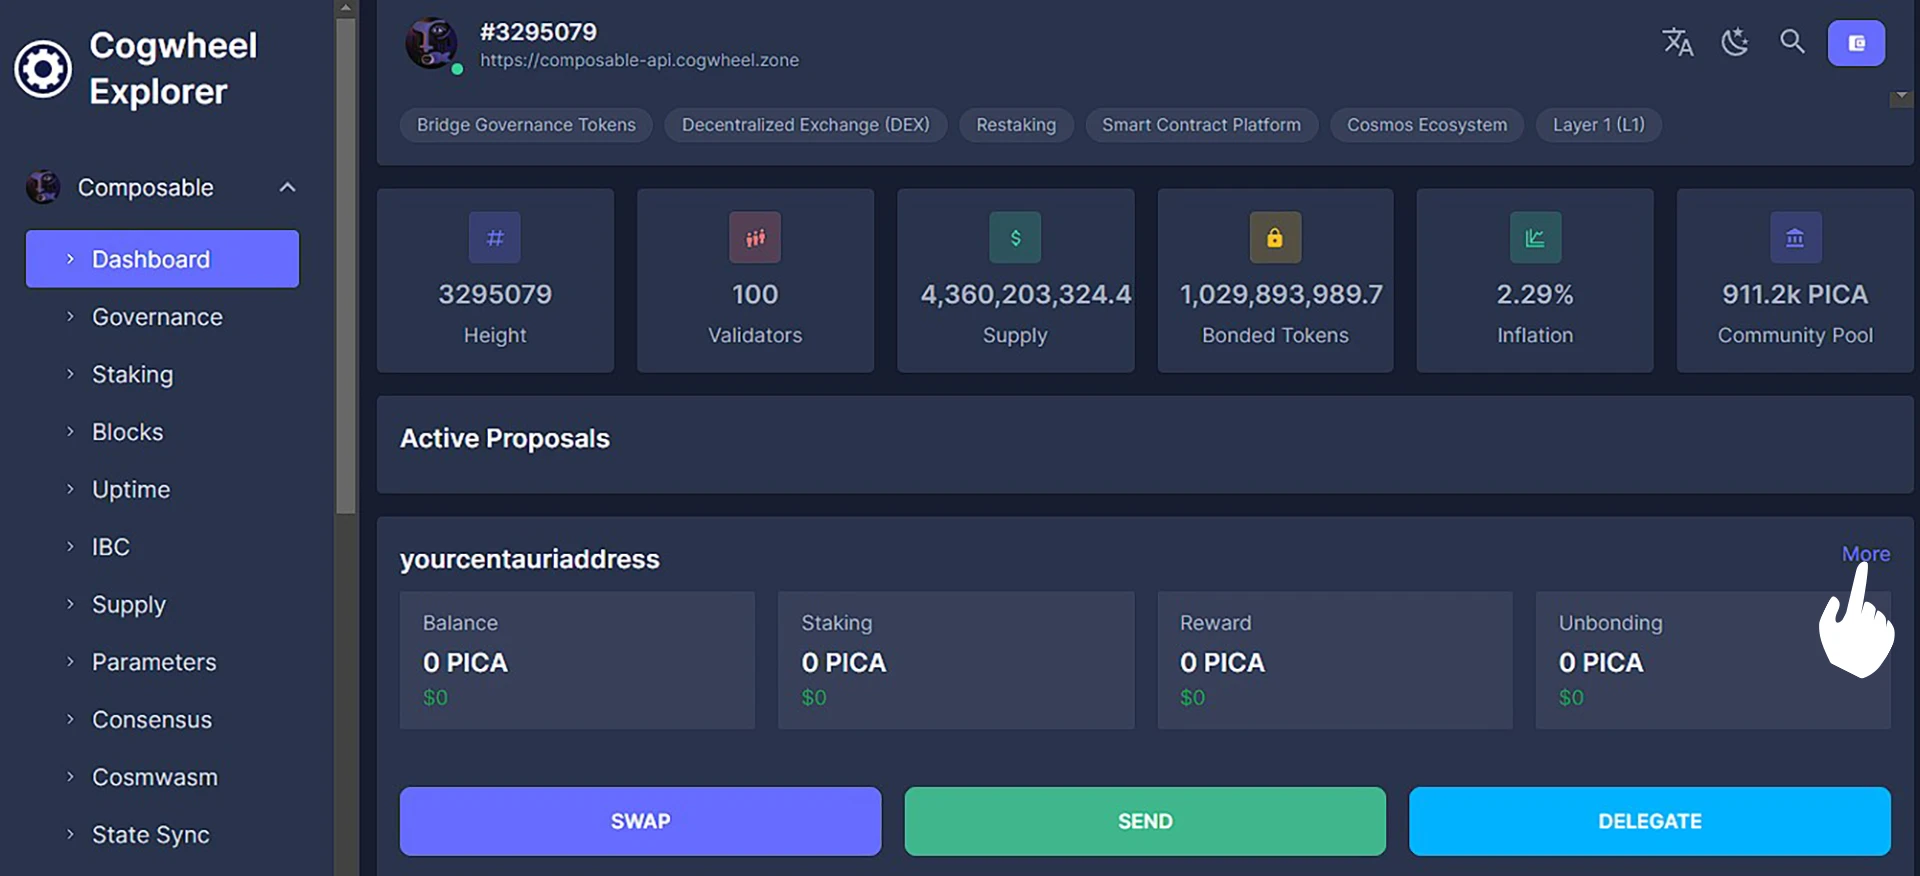 Cogwheel
Explorer
Composable
Dashboard
Governance
Staking
Blocks
Uptime
IBC
Supply
Parameters
Consensus
Cosmwasm
State Sync
#3295079
https://composable-api.cogwheel.zone
Bridge Governance Tokens
Decentralized Exchange (DEX)
Restaking
Smart Contract Platform
Cosmos Ecosystem
Layer 1 (L1)
3295079
Height
100
Validators
4,360,203,324.4
Supply
1,029,893,989.7
Bonded Tokens
2.29%
Inflation
911.2k PICA
Community Pool
Active Proposals
yourcentauriaddress
More
Balance
0 PICA
$0
Staking
0 PICA
$0
Reward
0 PICA
$0
Unbonding
0 PICA
$0
SWAP
SEND
DELEGATE